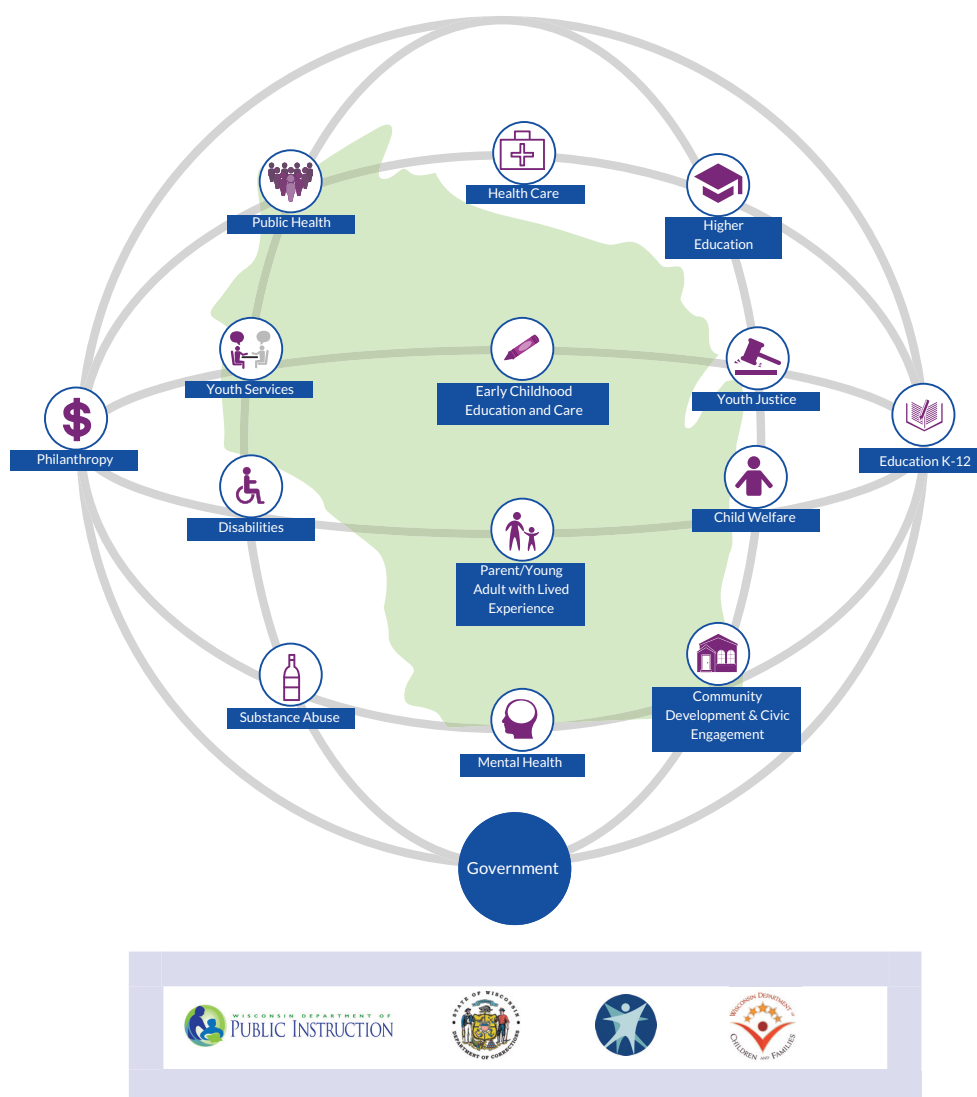 Health Care
Public Health
Higher
Education
Youth Services
Early Childhood
Education and Care
Youth Justice
Philanthropy
Education K-12
Disabilities
Child Welfare
Parent/Young
Adult with Lived
Experience
Substance Abuse
Community
Development & Civic
Engagement
Mental Health
Government
WISCONSIN DEPARTMENT OF
PUBLIC INSTRUCTION
STATE OF WISCONSIN
DEPARTMENT OF CORRECTIONS
WISCONSIN DEPARTMENT OF
CHILDREN AND FAMILIES